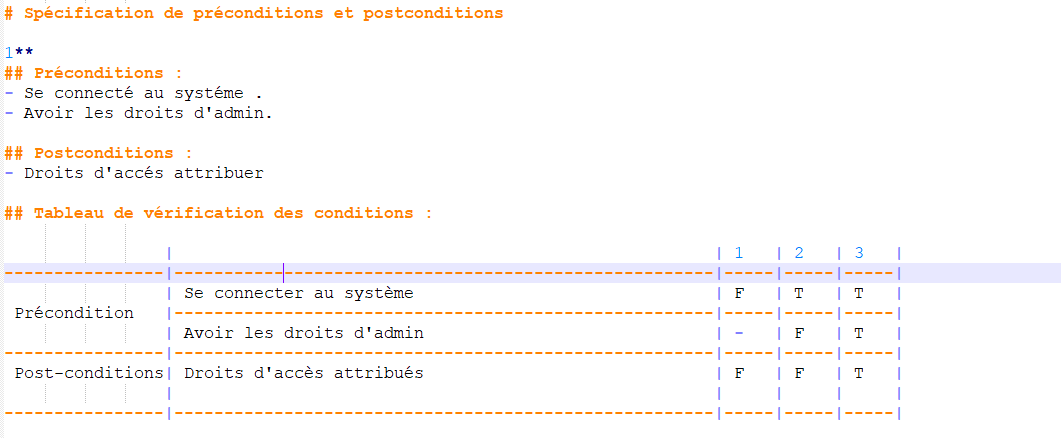 # Spécification de préconditions et postconditions
1**
## Préconditions :
- Se connecté au systéme .
- Avoir les droits d'admin.
## Postconditions :
- Droits d'accés attribuer
## Tableau de vérification des conditions :
| | 1 | 2 | 3 |
----------------|------------------------------------------------------|-----|-----|-----|
| Se connecter au système | F | T | T |
Précondition |------------------------------------------------------|-----|-----|-----|
| Avoir les droits d'admin | - | F | T |
----------------|------------------------------------------------------|-----|-----|-----|
Post-conditions| Droits d'accès attribués | F | F | T |
| | | | |
----------------|------------------------------------------------------|-----|-----|-----|